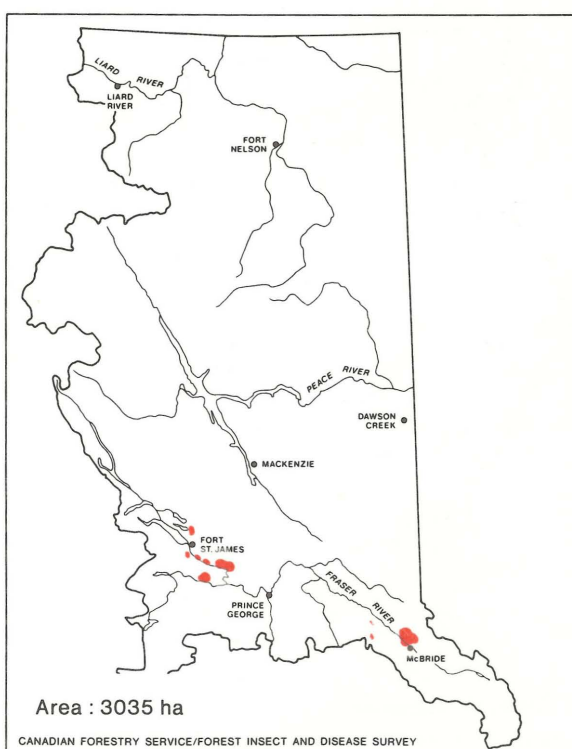 LIARD RIVER
LIARD
RIVER
FORT
NELSON
PEACE RIVER
DAWSON
CREEK
MACKENZIE
FORT
ST. JAMES
FRASER RIVER
PRINCE
GEORGE
McBRIDE
Area : 3035 ha
CANADIAN FORESTRY SERVICE/FOREST INSECT AND DISEASE SURVEY